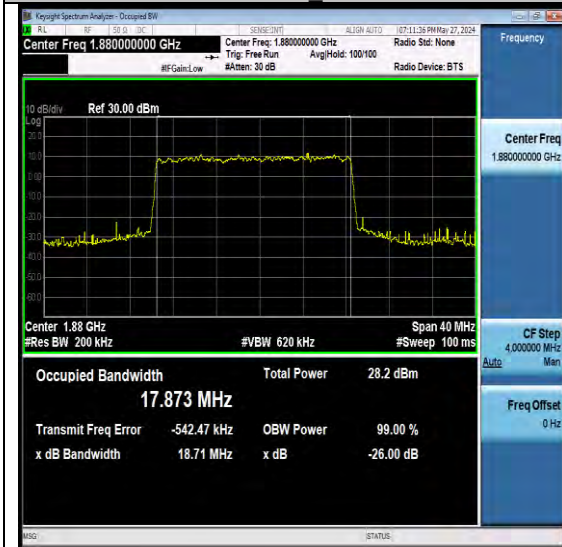 Keysight Spectrum Analyzer - Occupied BW
RL RF 50 Ω DC SENSE:INT ALIGN AUTO 07:11:36 PM May 27, 2024
Center Freq 1.880000000 GHz
Center Freq: 1.880000000 GHz
Radio Std: None
Trig: Free Run
Avg|Hold: 100/100
#IFGain:Low
#Atten: 30 dB
Radio Device: BTS
10 dB/div
Ref 30.00 dBm
Log
20.0
10.0
0.00
-10.0
-20.0
-30.0
-40.0
-50.0
-60.0
Center 1.88 GHz
Span 40 MHz
#Res BW 200 kHz
#VBW 620 kHz
#Sweep 100 ms
Occupied Bandwidth
Total Power 28.2 dBm
17.873 MHz
Transmit Freq Error -542.47 kHz
OBW Power 99.00 %
x dB Bandwidth 18.71 MHz
x dB -26.00 dB
MSG
STATUS
Frequency
Center Freq
1.880000000 GHz
CF Step
4.000000 MHz
Auto Man
Freq Offset
0 Hz